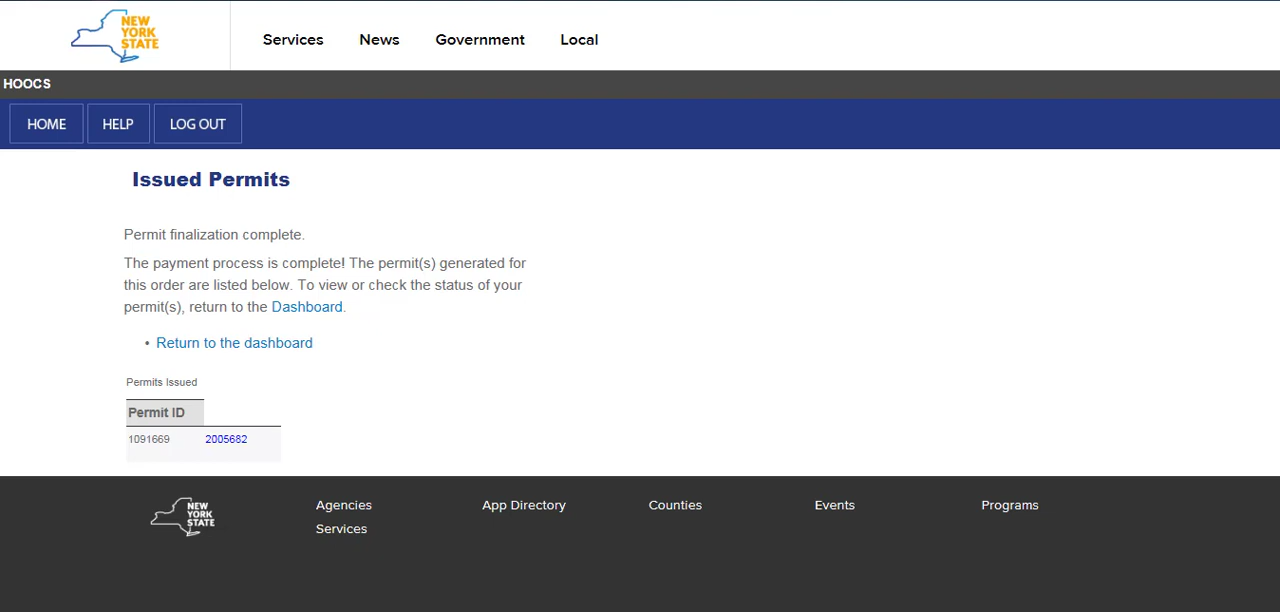 NEW
YORK
STATE
Services News Government Local
HOOCS
HOME HELP LOG OUT
Issued Permits
Permit finalization complete.
The payment process is complete! The permit(s) generated for
this order are listed below. To view or check the status of your
permit(s), return to the Dashboard.
• Return to the dashboard
Permits Issued
Permit ID
1091669 2005682
NEW
YORK
STATE
Agencies App Directory Counties Events Programs
Services